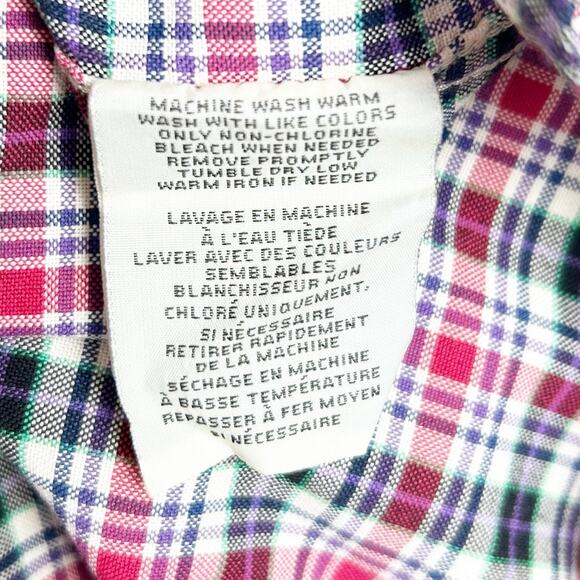 MACHINE WASH WARM
WASH WITH LIKE COLORS
ONLY NON-CHLORINE
BLEACH WHEN NEEDED
REMOVE PROMPTLY
TUMBLE DRY LOW
WARM IRON IF NEEDED
LAVAGE EN MACHINE
À L'EAU TIÈDE
LAVER AVEC DES COULEURS
SEMBLABLES
BLANCHISSEUR NON
CHLORÉ UNIQUEMENT,
SI NÉCESSAIRE
RETIRER RAPIDEMENT
DE LA MACHINE
SÉCHAGE EN MACHINE
À BASSE TEMPÉRATURE
REPASSER À FER MOYEN
SI NÉCESSAIRE